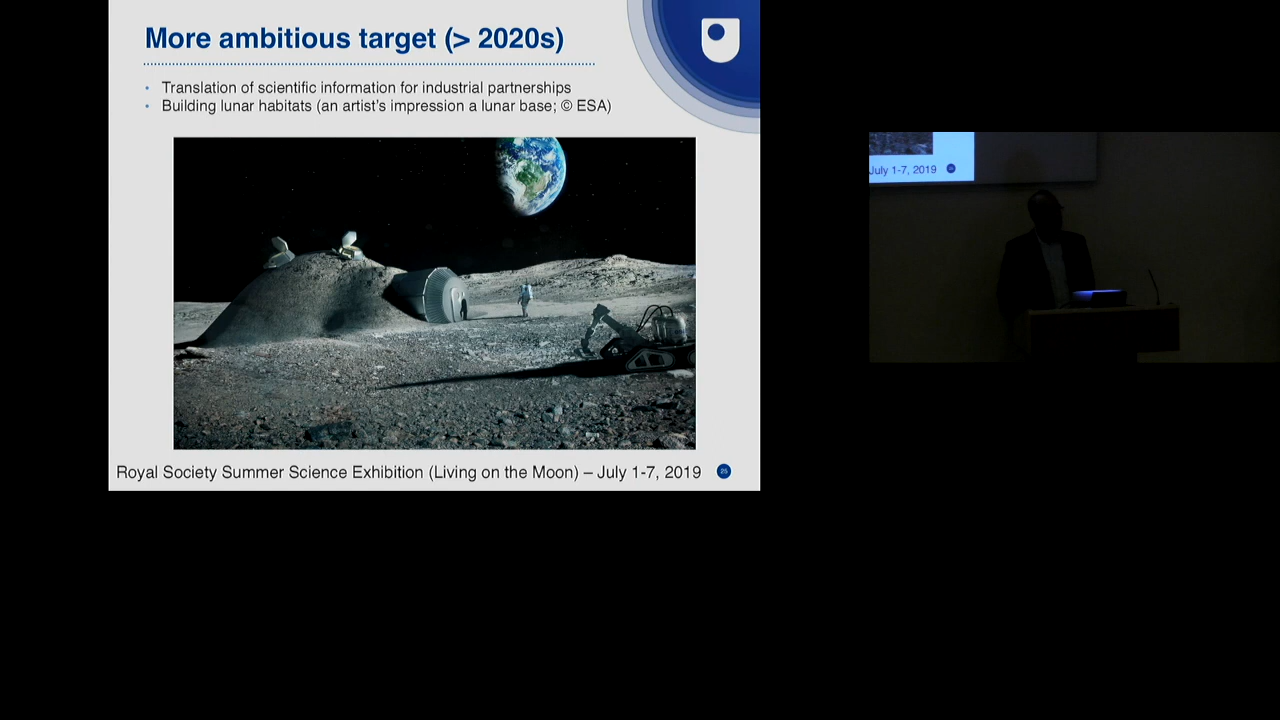 More ambitious target (> 2020s)
• Translation of scientific information for industrial partnerships
• Building lunar habitats (an artist's impression a lunar base; © ESA)
Royal Society Summer Science Exhibition (Living on the Moon) – July 1-7, 2019
25
July 1-7, 2019